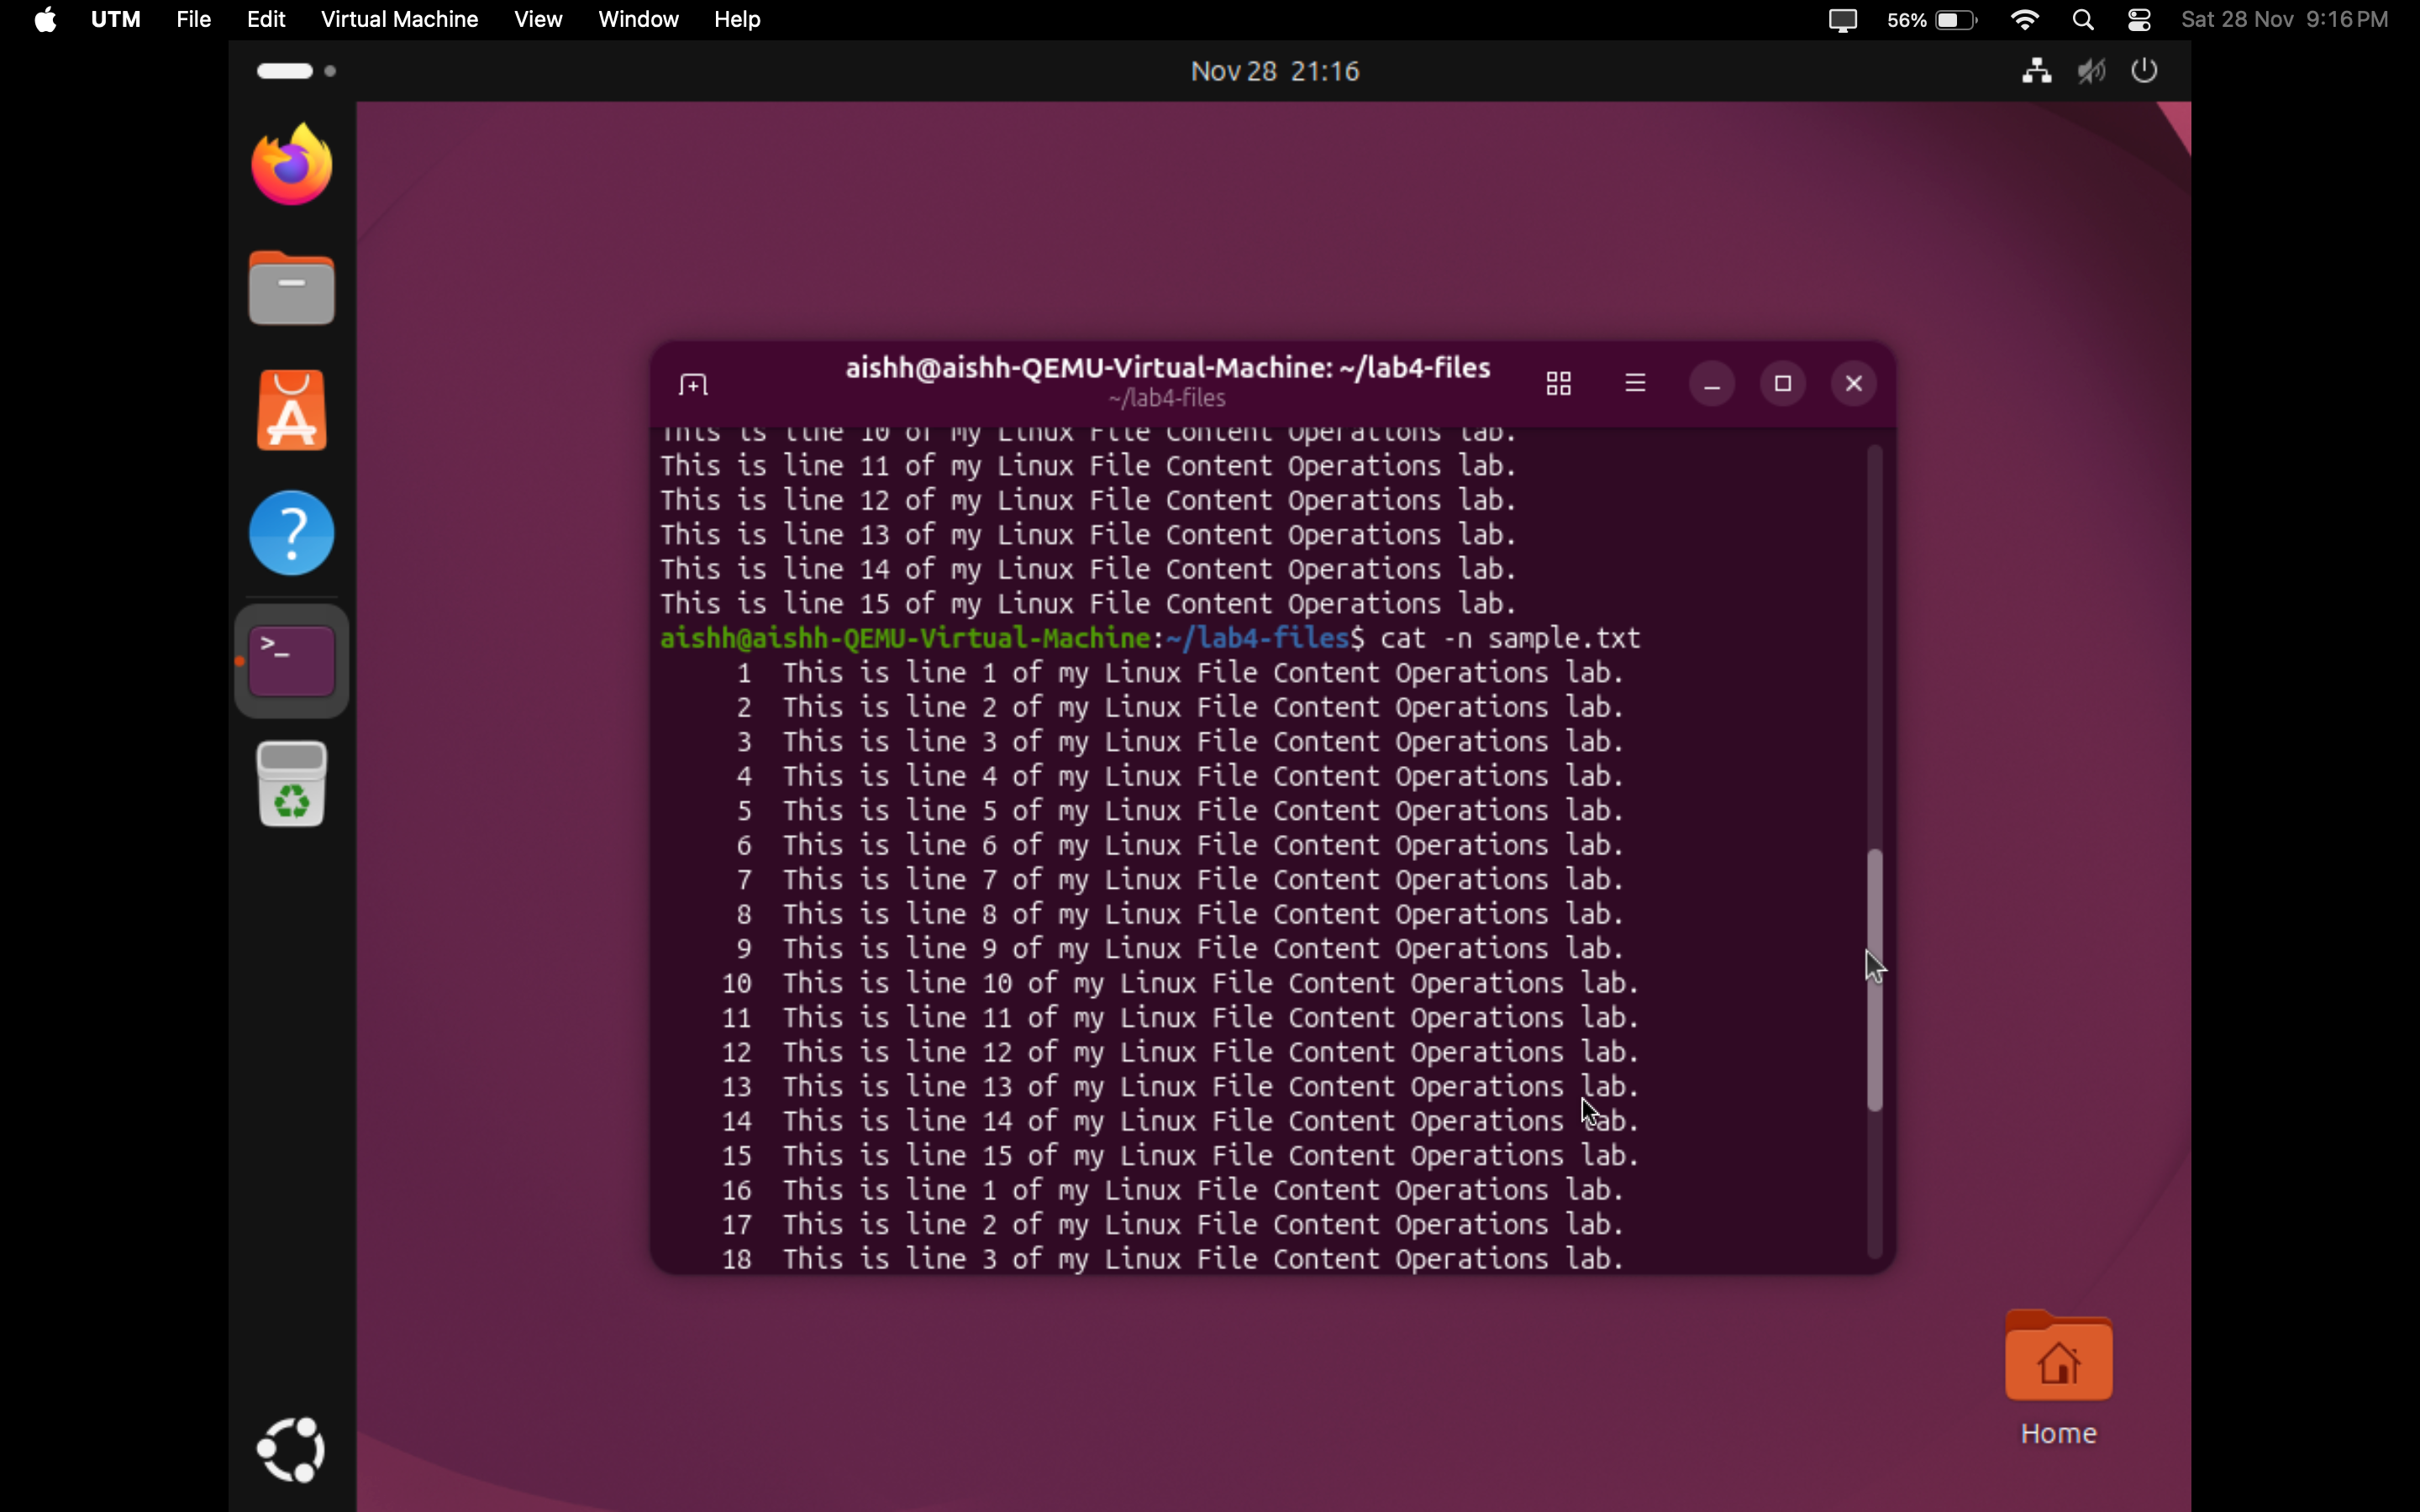 UTM File Edit Virtual Machine View Window Help 56% Sat 28 Nov 9:16 PM
Nov 28 21:16
aishh@aishh-QEMU-Virtual-Machine: ~/lab4-files
~/lab4-files
This is line 10 of my Linux File Content Operations lab.
This is line 11 of my Linux File Content Operations lab.
This is line 12 of my Linux File Content Operations lab.
This is line 13 of my Linux File Content Operations lab.
This is line 14 of my Linux File Content Operations lab.
This is line 15 of my Linux File Content Operations lab.
aishh@aishh-QEMU-Virtual-Machine:~/lab4-files$ cat -n sample.txt
1 This is line 1 of my Linux File Content Operations lab.
2 This is line 2 of my Linux File Content Operations lab.
3 This is line 3 of my Linux File Content Operations lab.
4 This is line 4 of my Linux File Content Operations lab.
5 This is line 5 of my Linux File Content Operations lab.
6 This is line 6 of my Linux File Content Operations lab.
7 This is line 7 of my Linux File Content Operations lab.
8 This is line 8 of my Linux File Content Operations lab.
9 This is line 9 of my Linux File Content Operations lab.
10 This is line 10 of my Linux File Content Operations lab.
11 This is line 11 of my Linux File Content Operations lab.
12 This is line 12 of my Linux File Content Operations lab.
13 This is line 13 of my Linux File Content Operations lab.
14 This is line 14 of my Linux File Content Operations lab.
15 This is line 15 of my Linux File Content Operations lab.
16 This is line 1 of my Linux File Content Operations lab.
17 This is line 2 of my Linux File Content Operations lab.
18 This is line 3 of my Linux File Content Operations lab.
Home